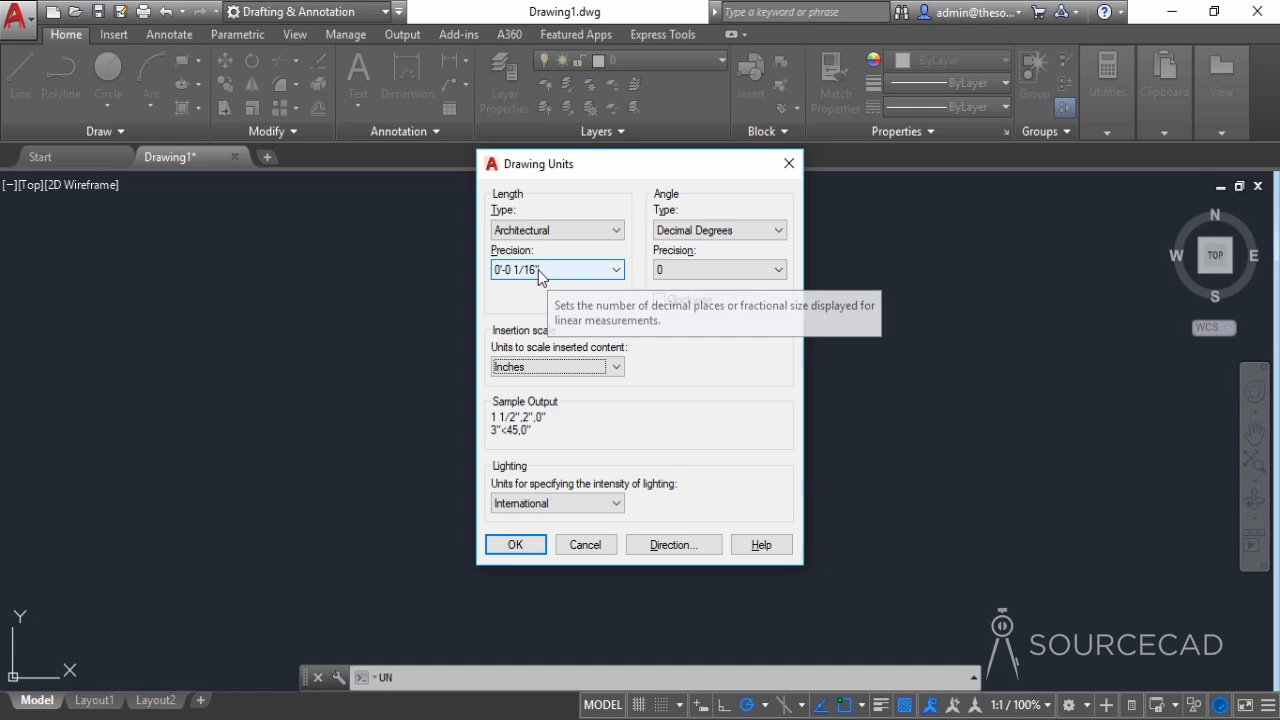 Drafting & Annotation
Drawing1.dwg
Type a keyword or phrase
admin@theso...
?
Home Insert Annotate Parametric View Manage Output Add-ins A360 Featured Apps Express Tools
Line Polyline Circle Arc
Text Dimension
Layer Properties
0
Insert
Match Properties
ByLayer
ByLayer
ByLayer
Group
Utilities
Clipboard
View
Draw Modify Annotation Layers Block Properties Groups
Start Drawing1*
[−][Top][2D Wireframe]
Drawing Units
Length
Type:
Architectural
Precision:
0'-0 1/16"
Angle
Type:
Decimal Degrees
Precision:
0
Sets the number of decimal places or fractional size displayed for
linear measurements.
Insertion scale
Units to scale inserted content:
Inches
Sample Output
1 1/2",2",0"
3"<45,0"
Lighting
Units for specifying the intensity of lighting:
International
OK Cancel Direction... Help
N
W TOP E
S
WCS
Y
X
SOURCECAD
UN
Model Layout1 Layout2
MODEL
1:1 / 100%